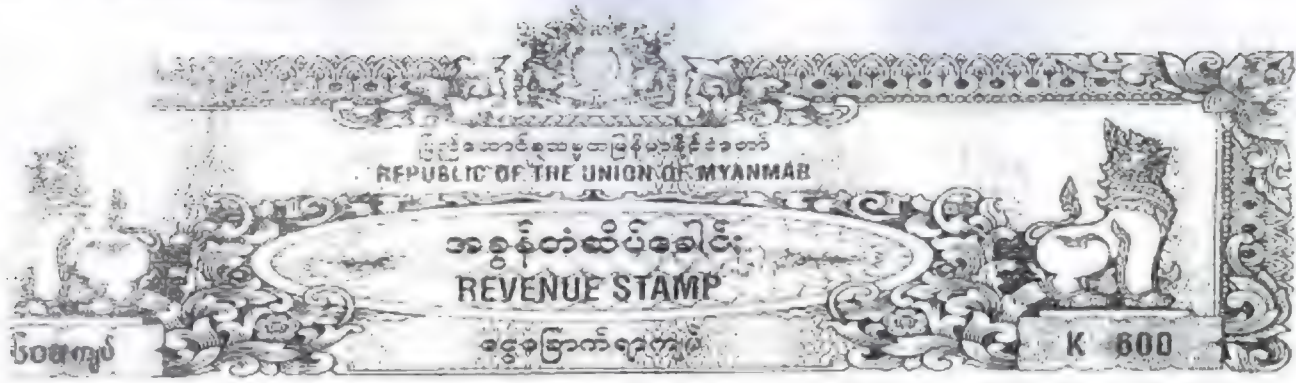 ပြည်ထောင်စုသမ္မတမြန်မာနိုင်ငံတော်
REPUBLIC OF THE UNION OF MYANMAR
အခွန်တံဆိပ်ခေါင်း
REVENUE STAMP
ငွေခြောက်ရာကျပ်
၆၀၀ ကျပ်
K 600